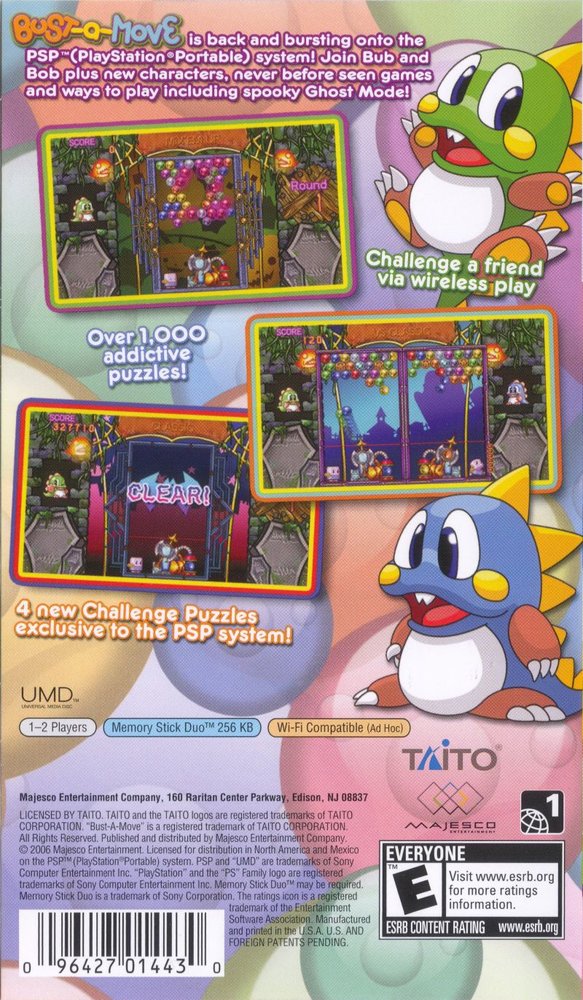 BUST-A-MOVE is back and bursting onto the
PSP™(PlayStation®Portable) system! Join Bub and
Bob plus new characters, never before seen games
and ways to play including spooky Ghost Mode!
SCORE
Round
1
Challenge a friend
via wireless play
Over 1,000
addictive
puzzles!
SCORE
120
VS CLASSIC
SCORE
327710
CLASSIC
CLEAR!
4 new Challenge Puzzles
exclusive to the PSP system!
UMD™
UNIVERSAL MEDIA DISC
1–2 Players
Memory Stick Duo™ 256 KB
Wi-Fi Compatible (Ad Hoc)
TAITO®
Majesco Entertainment Company, 160 Raritan Center Parkway, Edison, NJ 08837
MAJESCO
ENTERTAINMENT
1
LICENSED BY TAITO. TAITO and the TAITO logos are registered trademarks of TAITO
CORPORATION. "Bust-A-Move" is a registered trademark of TAITO CORPORATION.
All Rights Reserved. Published and distributed by Majesco Entertainment Company.
© 2006 Majesco Entertainment. Licensed for distribution in North America and Mexico
on the PSP™(PlayStation®Portable) system. PSP and "UMD" are trademarks of Sony
Computer Entertainment Inc. "PlayStation" and the "PS" Family logo are registered
trademarks of Sony Computer Entertainment Inc. Memory Stick Duo™ may be required.
Memory Stick Duo is a trademark of Sony Corporation. The ratings icon is a registered
trademark of the Entertainment
Software Association. Manufactured
and printed in the U.S.A. U.S. AND
FOREIGN PATENTS PENDING.
EVERYONE
E
Visit www.esrb.org
for more ratings
information.
ESRB CONTENT RATING www.esrb.org
0 96427 01443 0